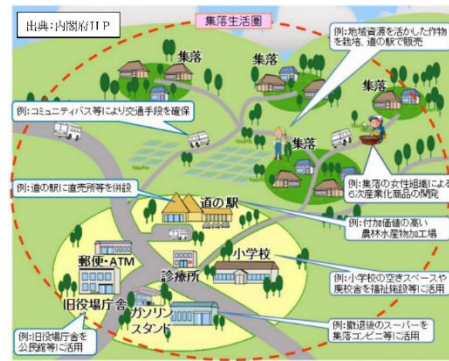 出典：内閣府HP
集落生活圏
例：地域資源を活かした作物
を栽培、道の駅で販売
集落
集落
集落
集落
例：コミュニティバス等により交通手段を確保
例：集落の女性組織による
6次産業化商品の開発
例：道の駅に直売所等を併設
道の駅
例：付加価値の高い
農林水産物加工場
郵便・ATM
小学校
診療所
例：小学校の空きスペースや
廃校舎を福祉施設等に活用
旧役場庁舎
ガソリン
スタンド
例：旧役場庁舎を
公民館等に活用
例：撤退後のスーパーを
集落コンビニ等に活用